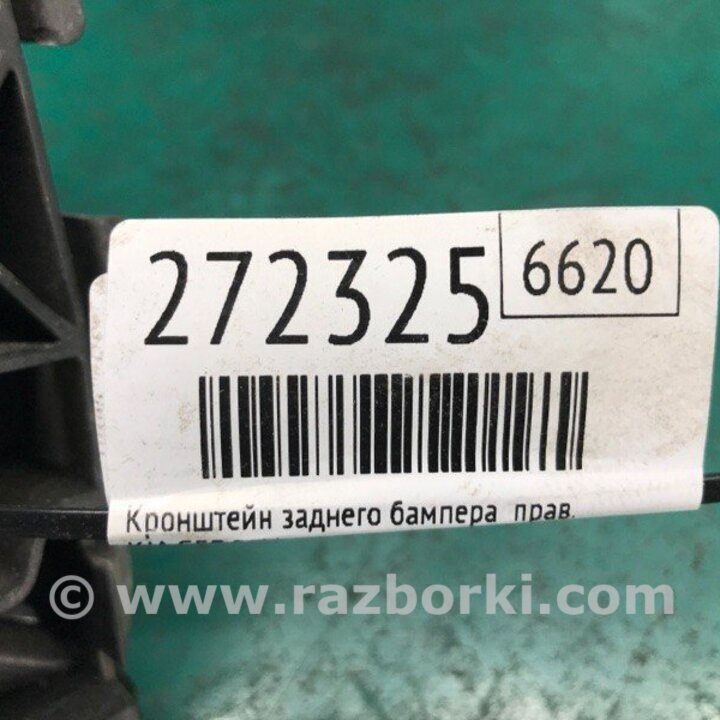 272325
6620
Кронштейн заднего бампера прав.
© www.razborki.com